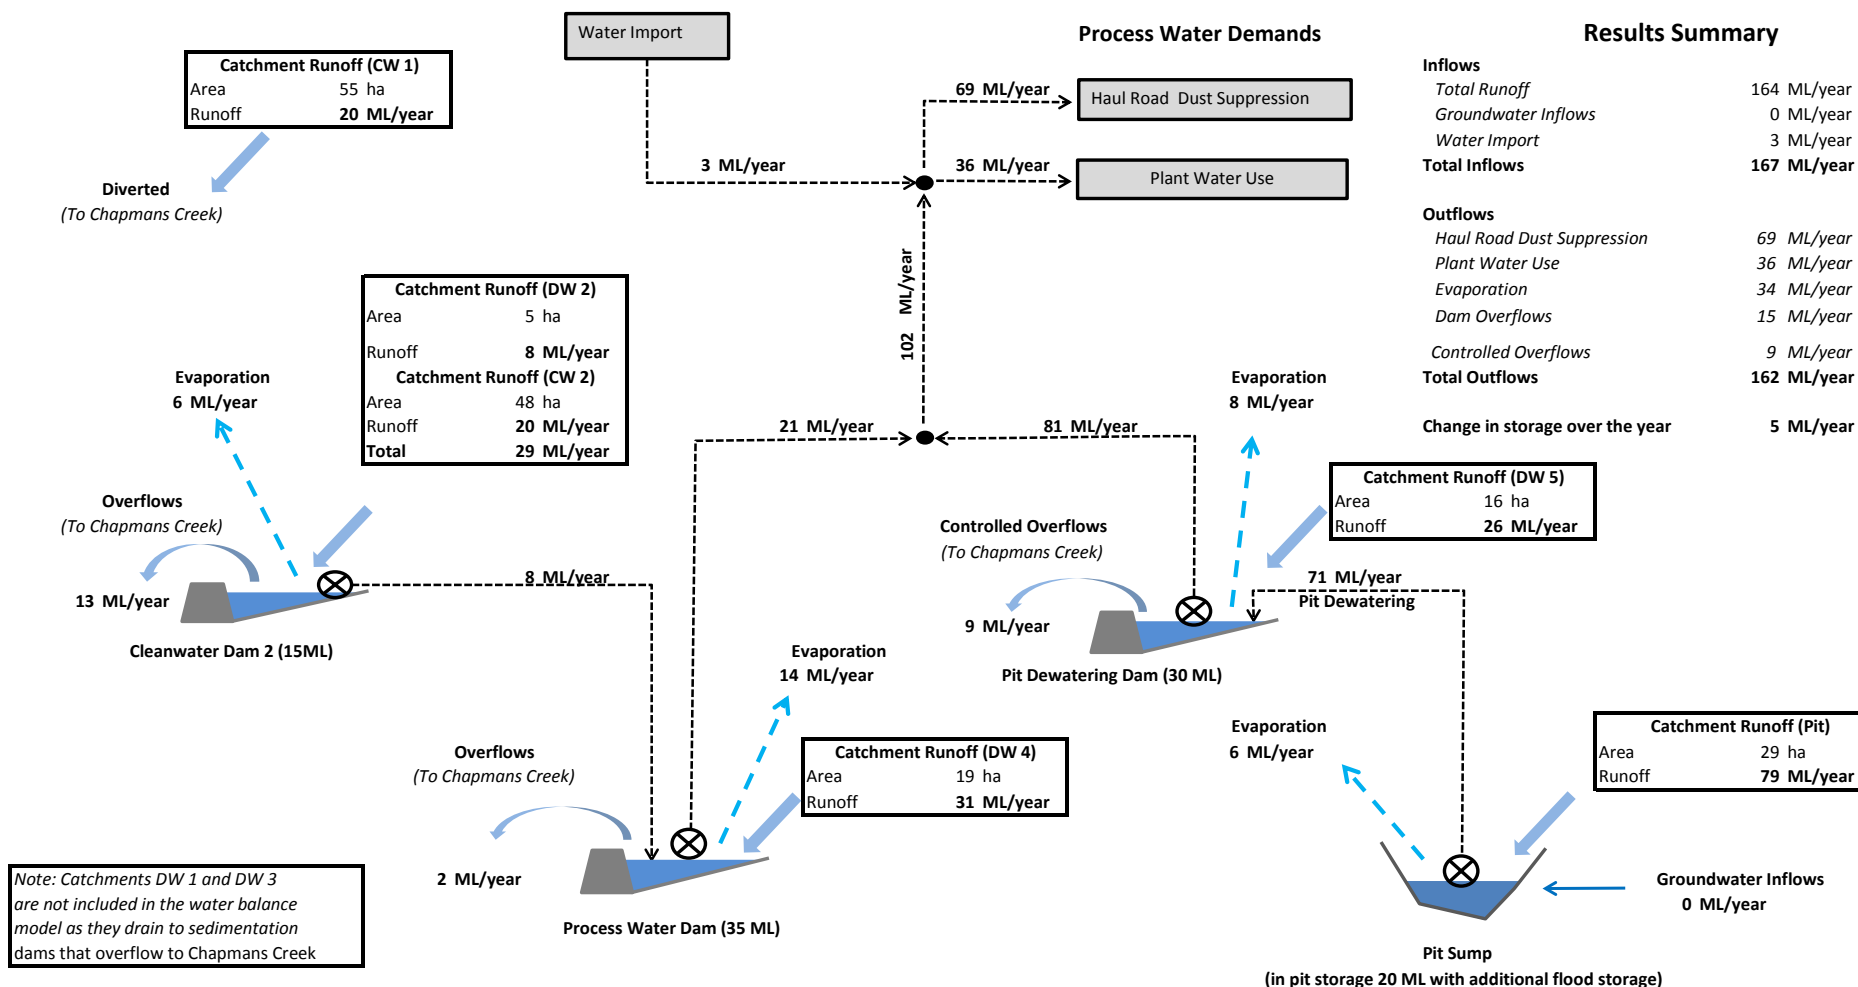 Water Import
Process Water Demands
Results Summary
Catchment Runoff (CW 1)
Area 55 ha
Runoff 20 ML/year
Diverted
(To Chapmans Creek)
69 ML/year
Haul Road Dust Suppression
3 ML/year
36 ML/year
Plant Water Use
102 ML/year
Inflows
Total Runoff 164 ML/year
Groundwater Inflows 0 ML/year
Water Import 3 ML/year
Total Inflows 167 ML/year
Outflows
Haul Road Dust Suppression 69 ML/year
Plant Water Use 36 ML/year
Evaporation 34 ML/year
Dam Overflows 15 ML/year
Controlled Overflows 9 ML/year
Total Outflows 162 ML/year
Change in storage over the year 5 ML/year
Catchment Runoff (DW 2)
Area 5 ha
Runoff 8 ML/year
Catchment Runoff (CW 2)
Area 48 ha
Runoff 20 ML/year
Total 29 ML/year
Evaporation
6 ML/year
Overflows
(To Chapmans Creek)
13 ML/year
8 ML/year
Cleanwater Dam 2 (15ML)
21 ML/year
81 ML/year
Evaporation
8 ML/year
Catchment Runoff (DW 5)
Area 16 ha
Runoff 26 ML/year
Controlled Overflows
(To Chapmans Creek)
9 ML/year
71 ML/year
Pit Dewatering
Pit Dewatering Dam (30 ML)
Evaporation
14 ML/year
Overflows
(To Chapmans Creek)
2 ML/year
Catchment Runoff (DW 4)
Area 19 ha
Runoff 31 ML/year
Process Water Dam (35 ML)
Evaporation
6 ML/year
Catchment Runoff (Pit)
Area 29 ha
Runoff 79 ML/year
Groundwater Inflows
0 ML/year
Pit Sump
(in pit storage 20 ML with additional flood storage)
Note: Catchments DW 1 and DW 3
are not included in the water balance
model as they drain to sedimentation
dams that overflow to Chapmans Creek